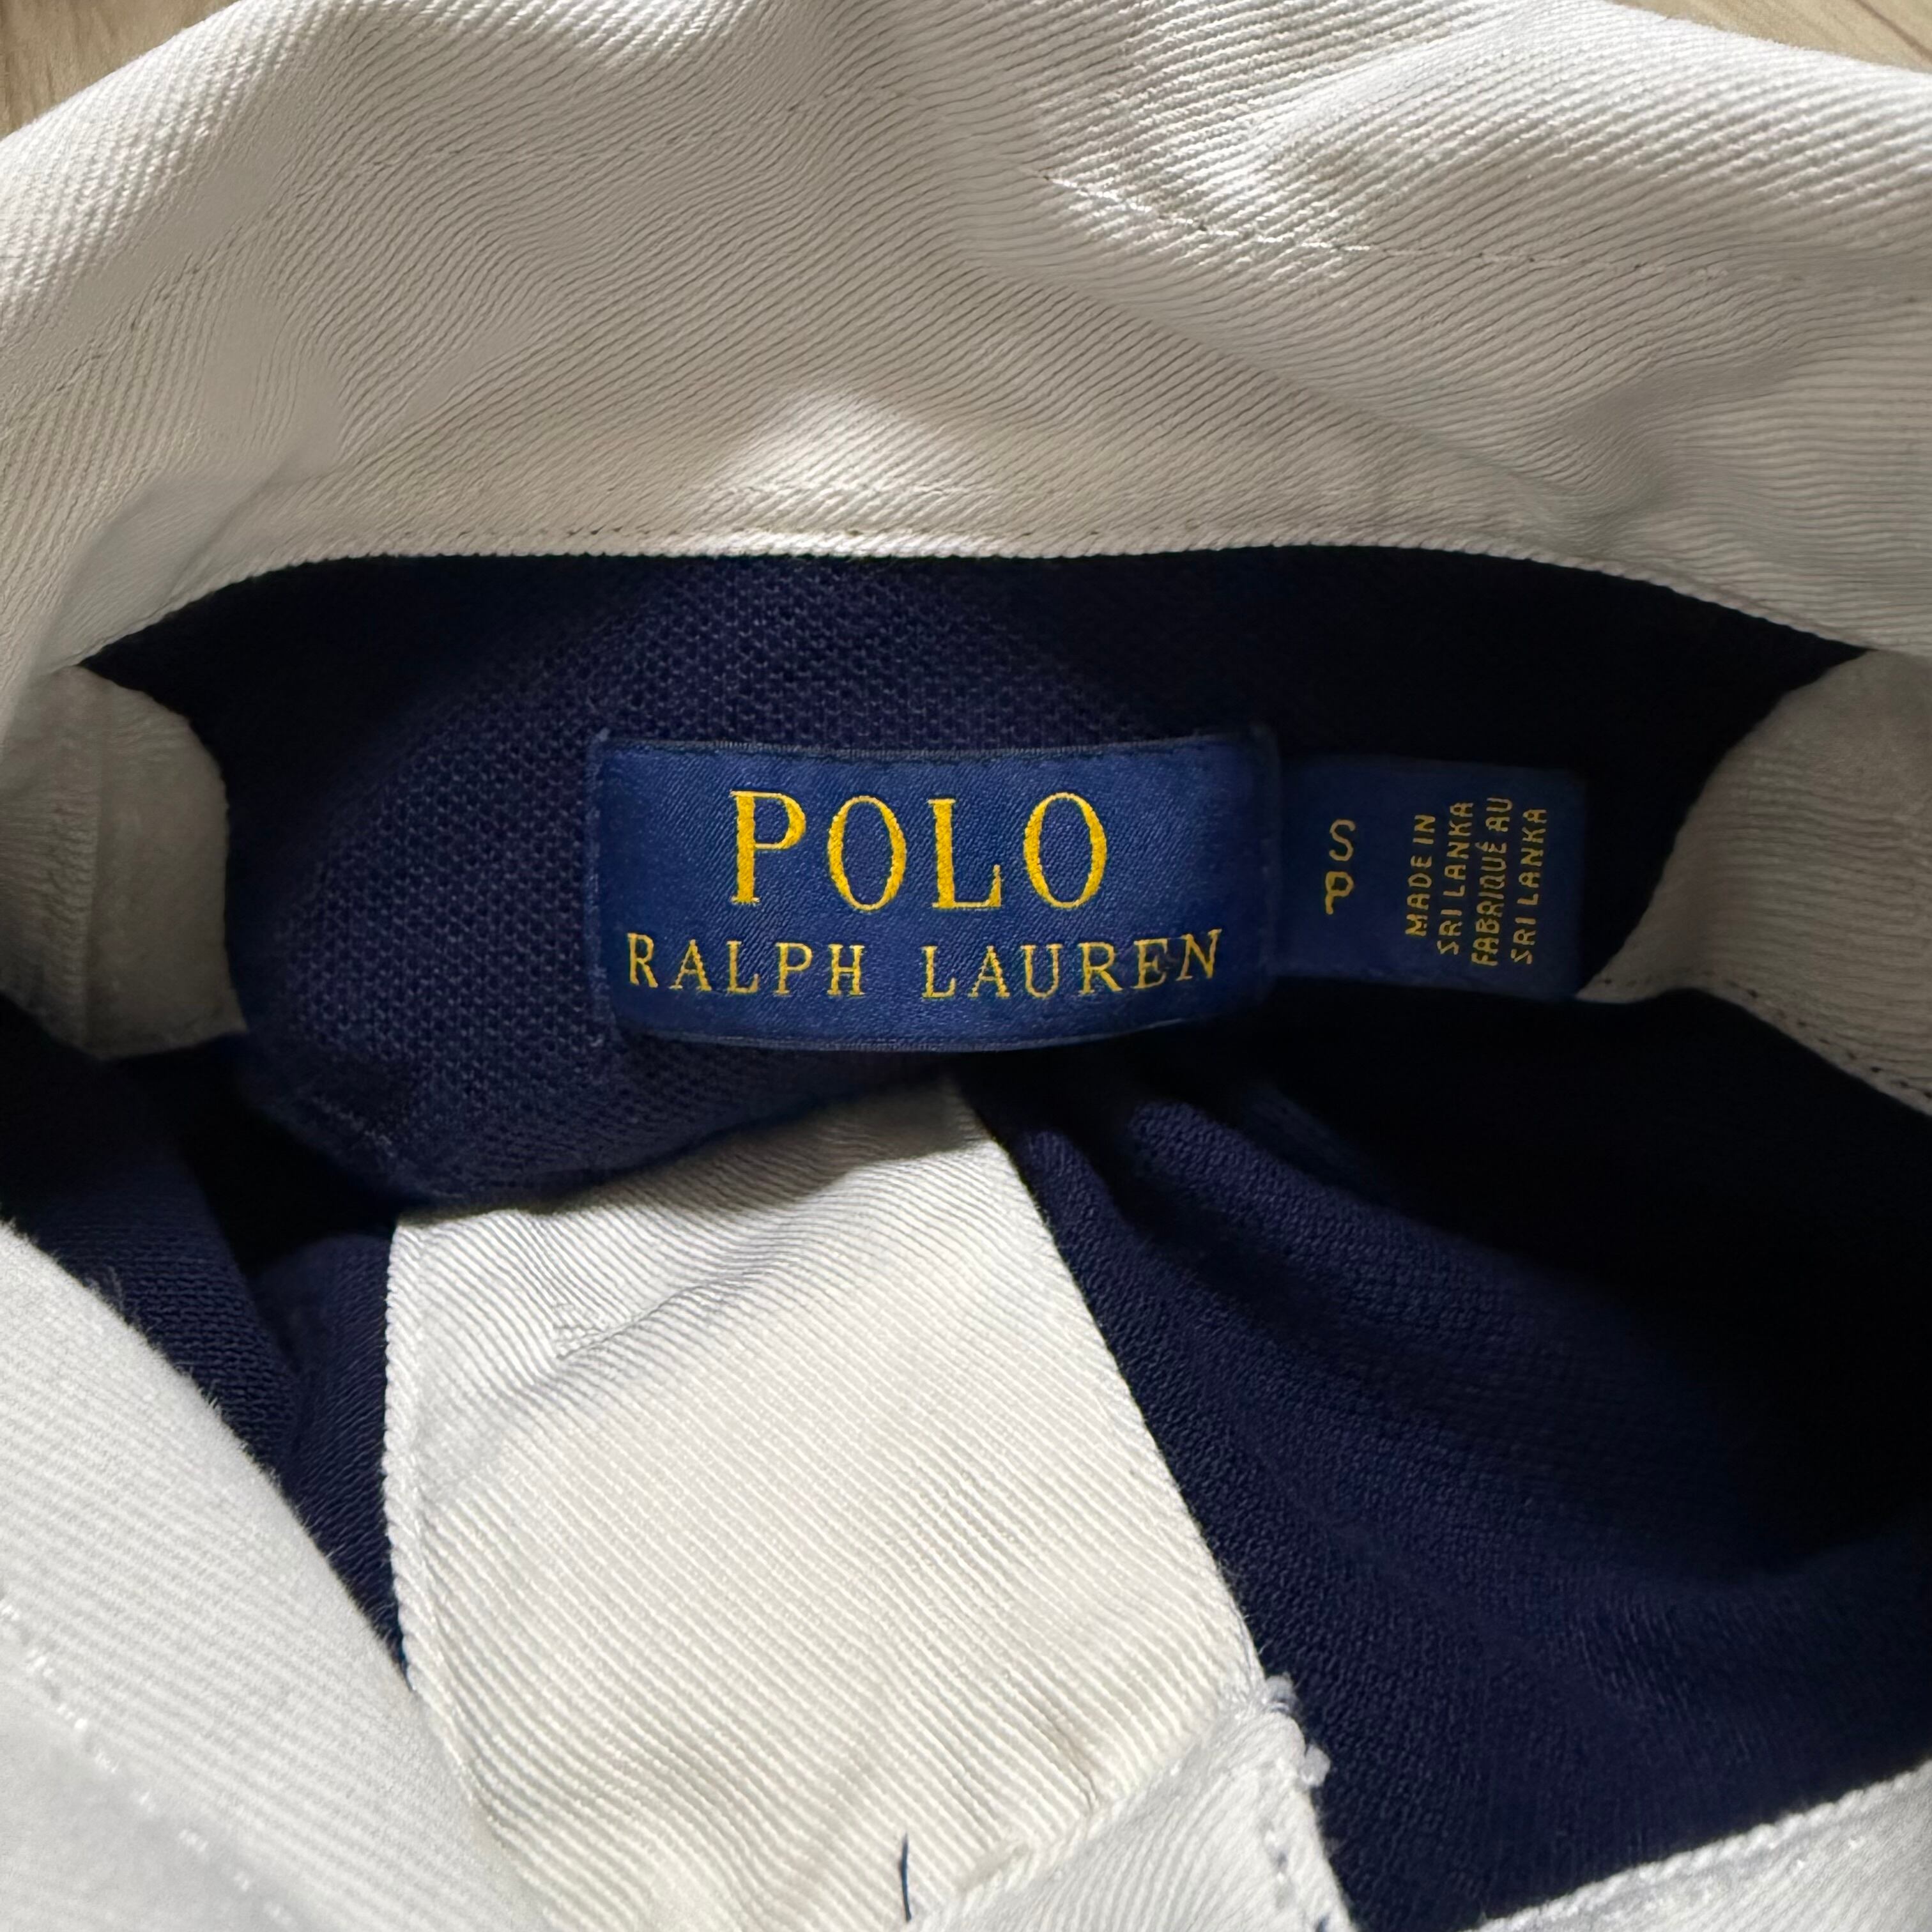 POLO
RALPH LAUREN
S P
MADE IN
SRI LANKA
FABRIQUÉ AU
SRI LANKA